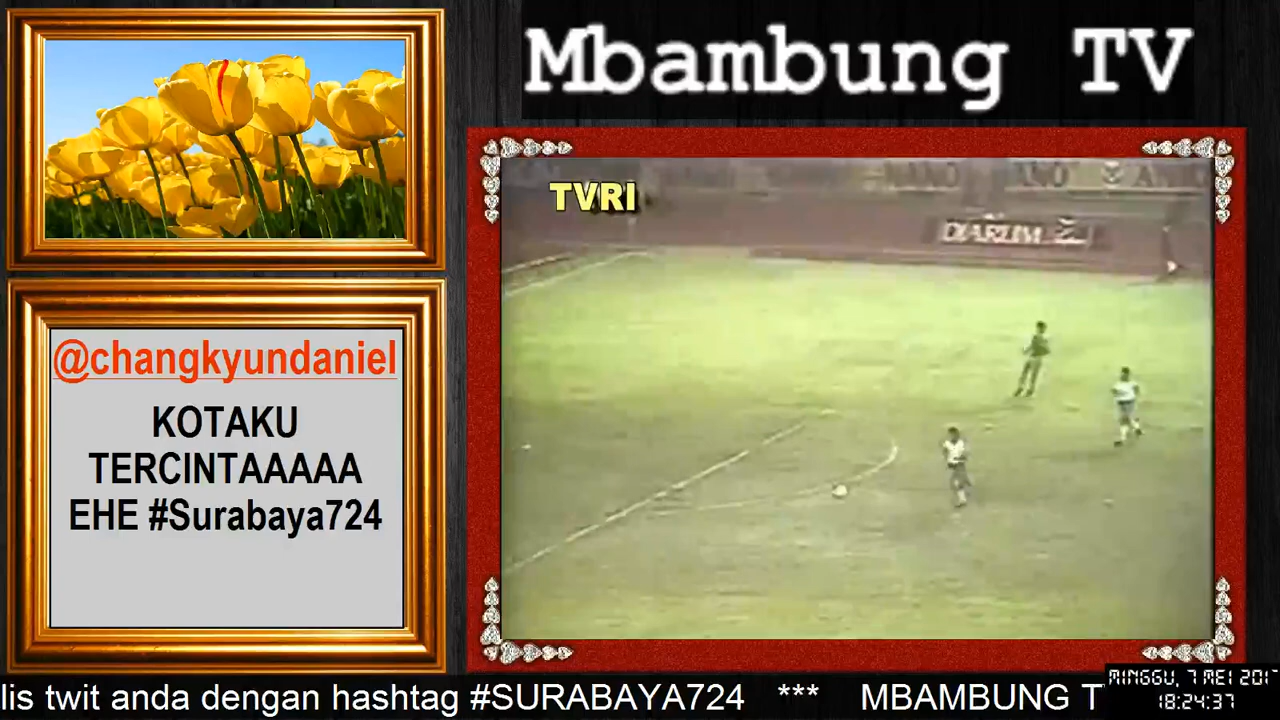 Mbambung TV
TVRI
DJARUM
@changkyundaniel
KOTAKU
TERCINTAAAAA
EHE #Surabaya724
lis twit anda dengan hashtag #SURABAYA724 *** MBAMBUNG T
MINGGU, 7 MEI 2017
18:24:37